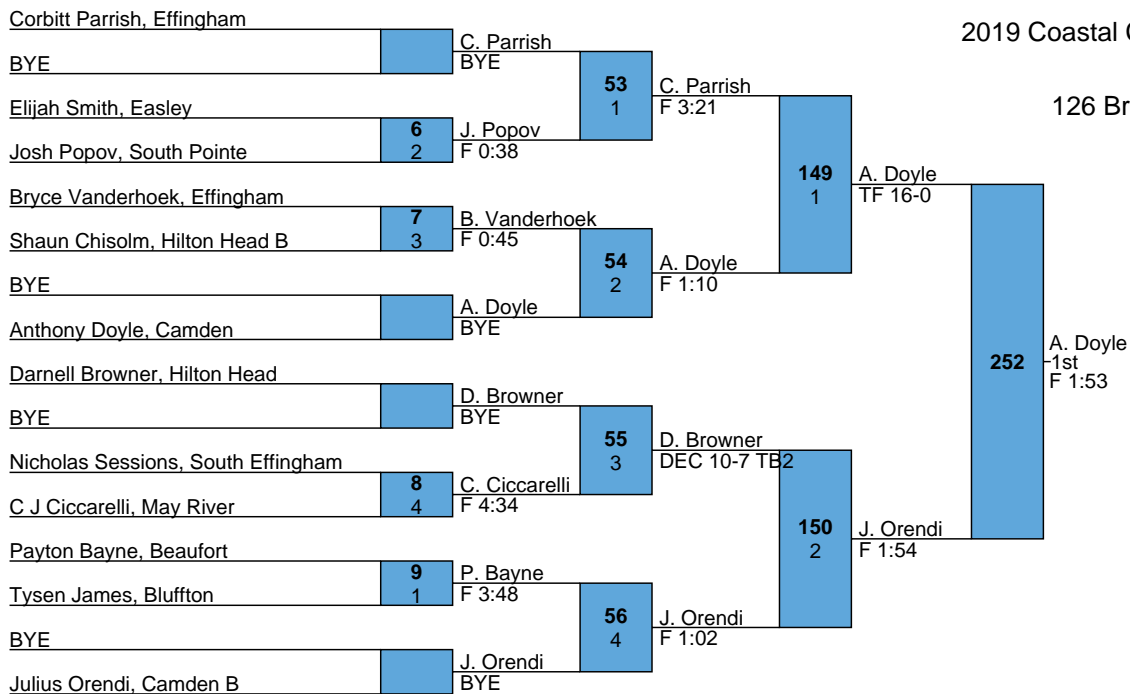 2019 Coastal C
126 Br
Corbitt Parrish, Effingham
BYE
Elijah Smith, Easley
Josh Popov, South Pointe
Bryce Vanderhoek, Effingham
Shaun Chisolm, Hilton Head B
BYE
Anthony Doyle, Camden
Darnell Browner, Hilton Head
BYE
Nicholas Sessions, South Effingham
C J Ciccarelli, May River
Payton Bayne, Beaufort
Tysen James, Bluffton
BYE
Julius Orendi, Camden B
6
2
7
3
8
4
9
1
C. Parrish
BYE
J. Popov
F 0:38
B. Vanderhoek
F 0:45
A. Doyle
BYE
D. Browner
BYE
C. Ciccarelli
F 4:34
P. Bayne
F 3:48
J. Orendi
BYE
53
1
54
2
55
3
56
4
C. Parrish
F 3:21
A. Doyle
F 1:10
D. Browner
DEC 10-7 TB2
J. Orendi
F 1:02
149
1
150
2
A. Doyle
TF 16-0
J. Orendi
F 1:54
252
A. Doyle
1st
F 1:53